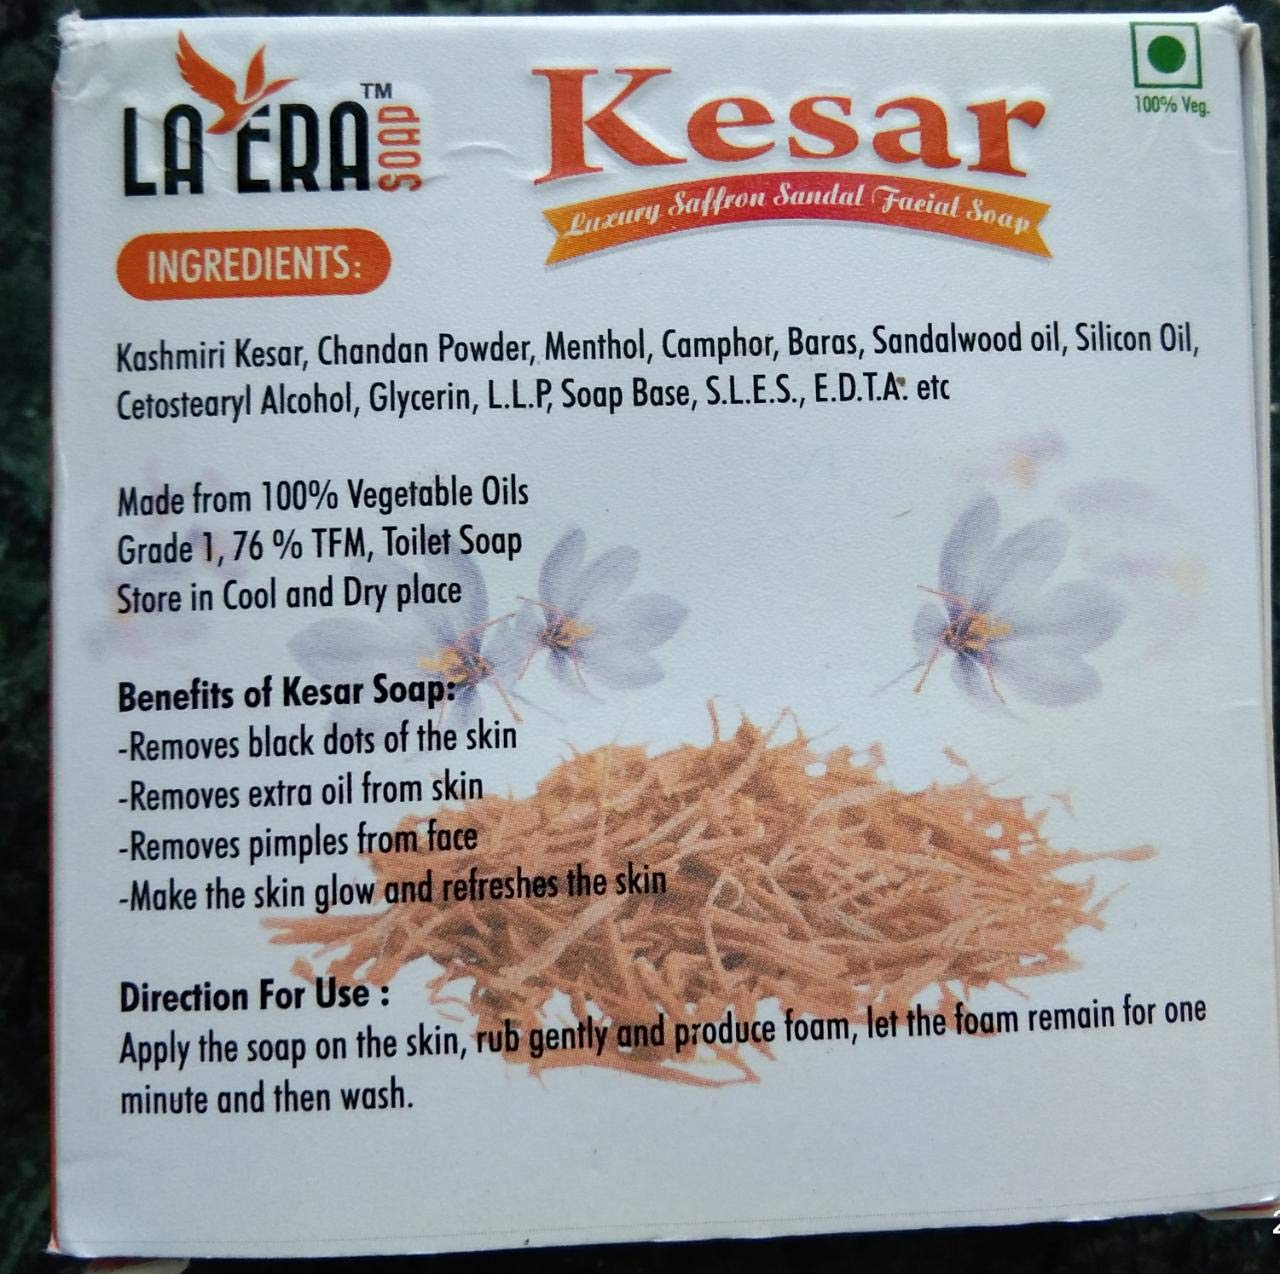 LA ERA™ SOAP
Kesar
Luxury Saffron Sandal Facial Soap
100% Veg.
INGREDIENTS:
Kashmiri Kesar, Chandan Powder, Menthol, Camphor, Baras, Sandalwood oil, Silicon Oil,
Cetostearyl Alcohol, Glycerin, L.L.P, Soap Base, S.L.E.S., E.D.T.A. etc
Made from 100% Vegetable Oils
Grade 1, 76 % TFM, Toilet Soap
Store in Cool and Dry place
Benefits of Kesar Soap:
-Removes black dots of the skin
-Removes extra oil from skin
-Removes pimples from face
-Make the skin glow and refreshes the skin
Direction For Use :
Apply the soap on the skin, rub gently and produce foam, let the foam remain for one
minute and then wash.